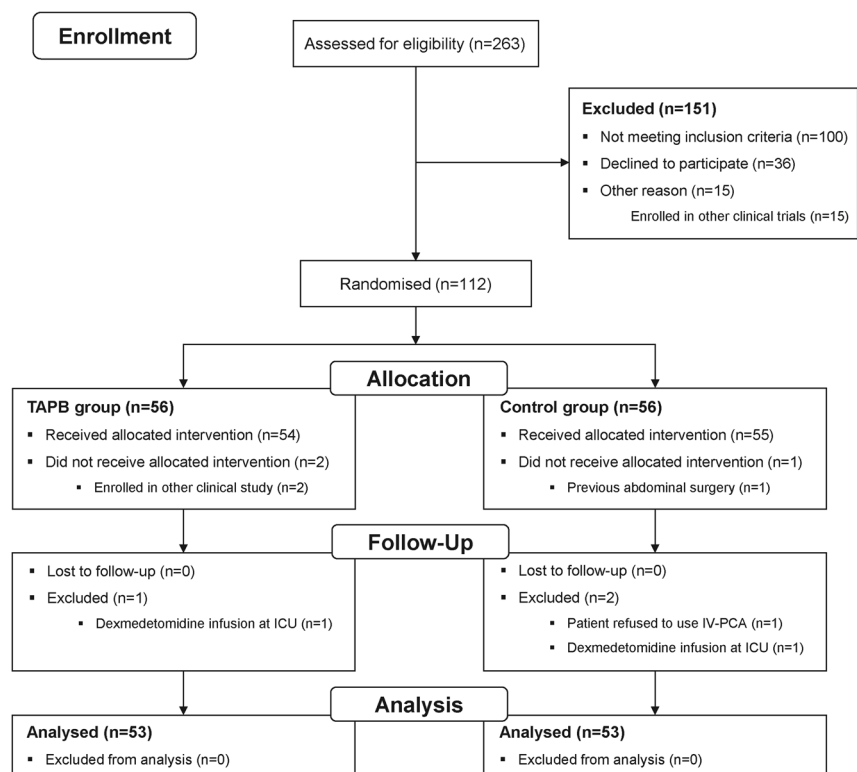 Enrollment
Assessed for eligibility (n=263)
Excluded (n=151)
▪ Not meeting inclusion criteria (n=100)
▪ Declined to participate (n=36)
▪ Other reason (n=15)
Enrolled in other clinical trials (n=15)
Randomised (n=112)
Allocation
TAPB group (n=56)
▪ Received allocated intervention (n=54)
▪ Did not receive allocated intervention (n=2)
▪ Enrolled in other clinical study (n=2)
Control group (n=56)
▪ Received allocated intervention (n=55)
▪ Did not receive allocated intervention (n=1)
▪ Previous abdominal surgery (n=1)
Follow-Up
▪ Lost to follow-up (n=0)
▪ Excluded (n=1)
▪ Dexmedetomidine infusion at ICU (n=1)
▪ Lost to follow-up (n=0)
▪ Excluded (n=2)
▪ Patient refused to use IV-PCA (n=1)
▪ Dexmedetomidine infusion at ICU (n=1)
Analysis
Analysed (n=53)
▪ Excluded from analysis (n=0)
Analysed (n=53)
▪ Excluded from analysis (n=0)